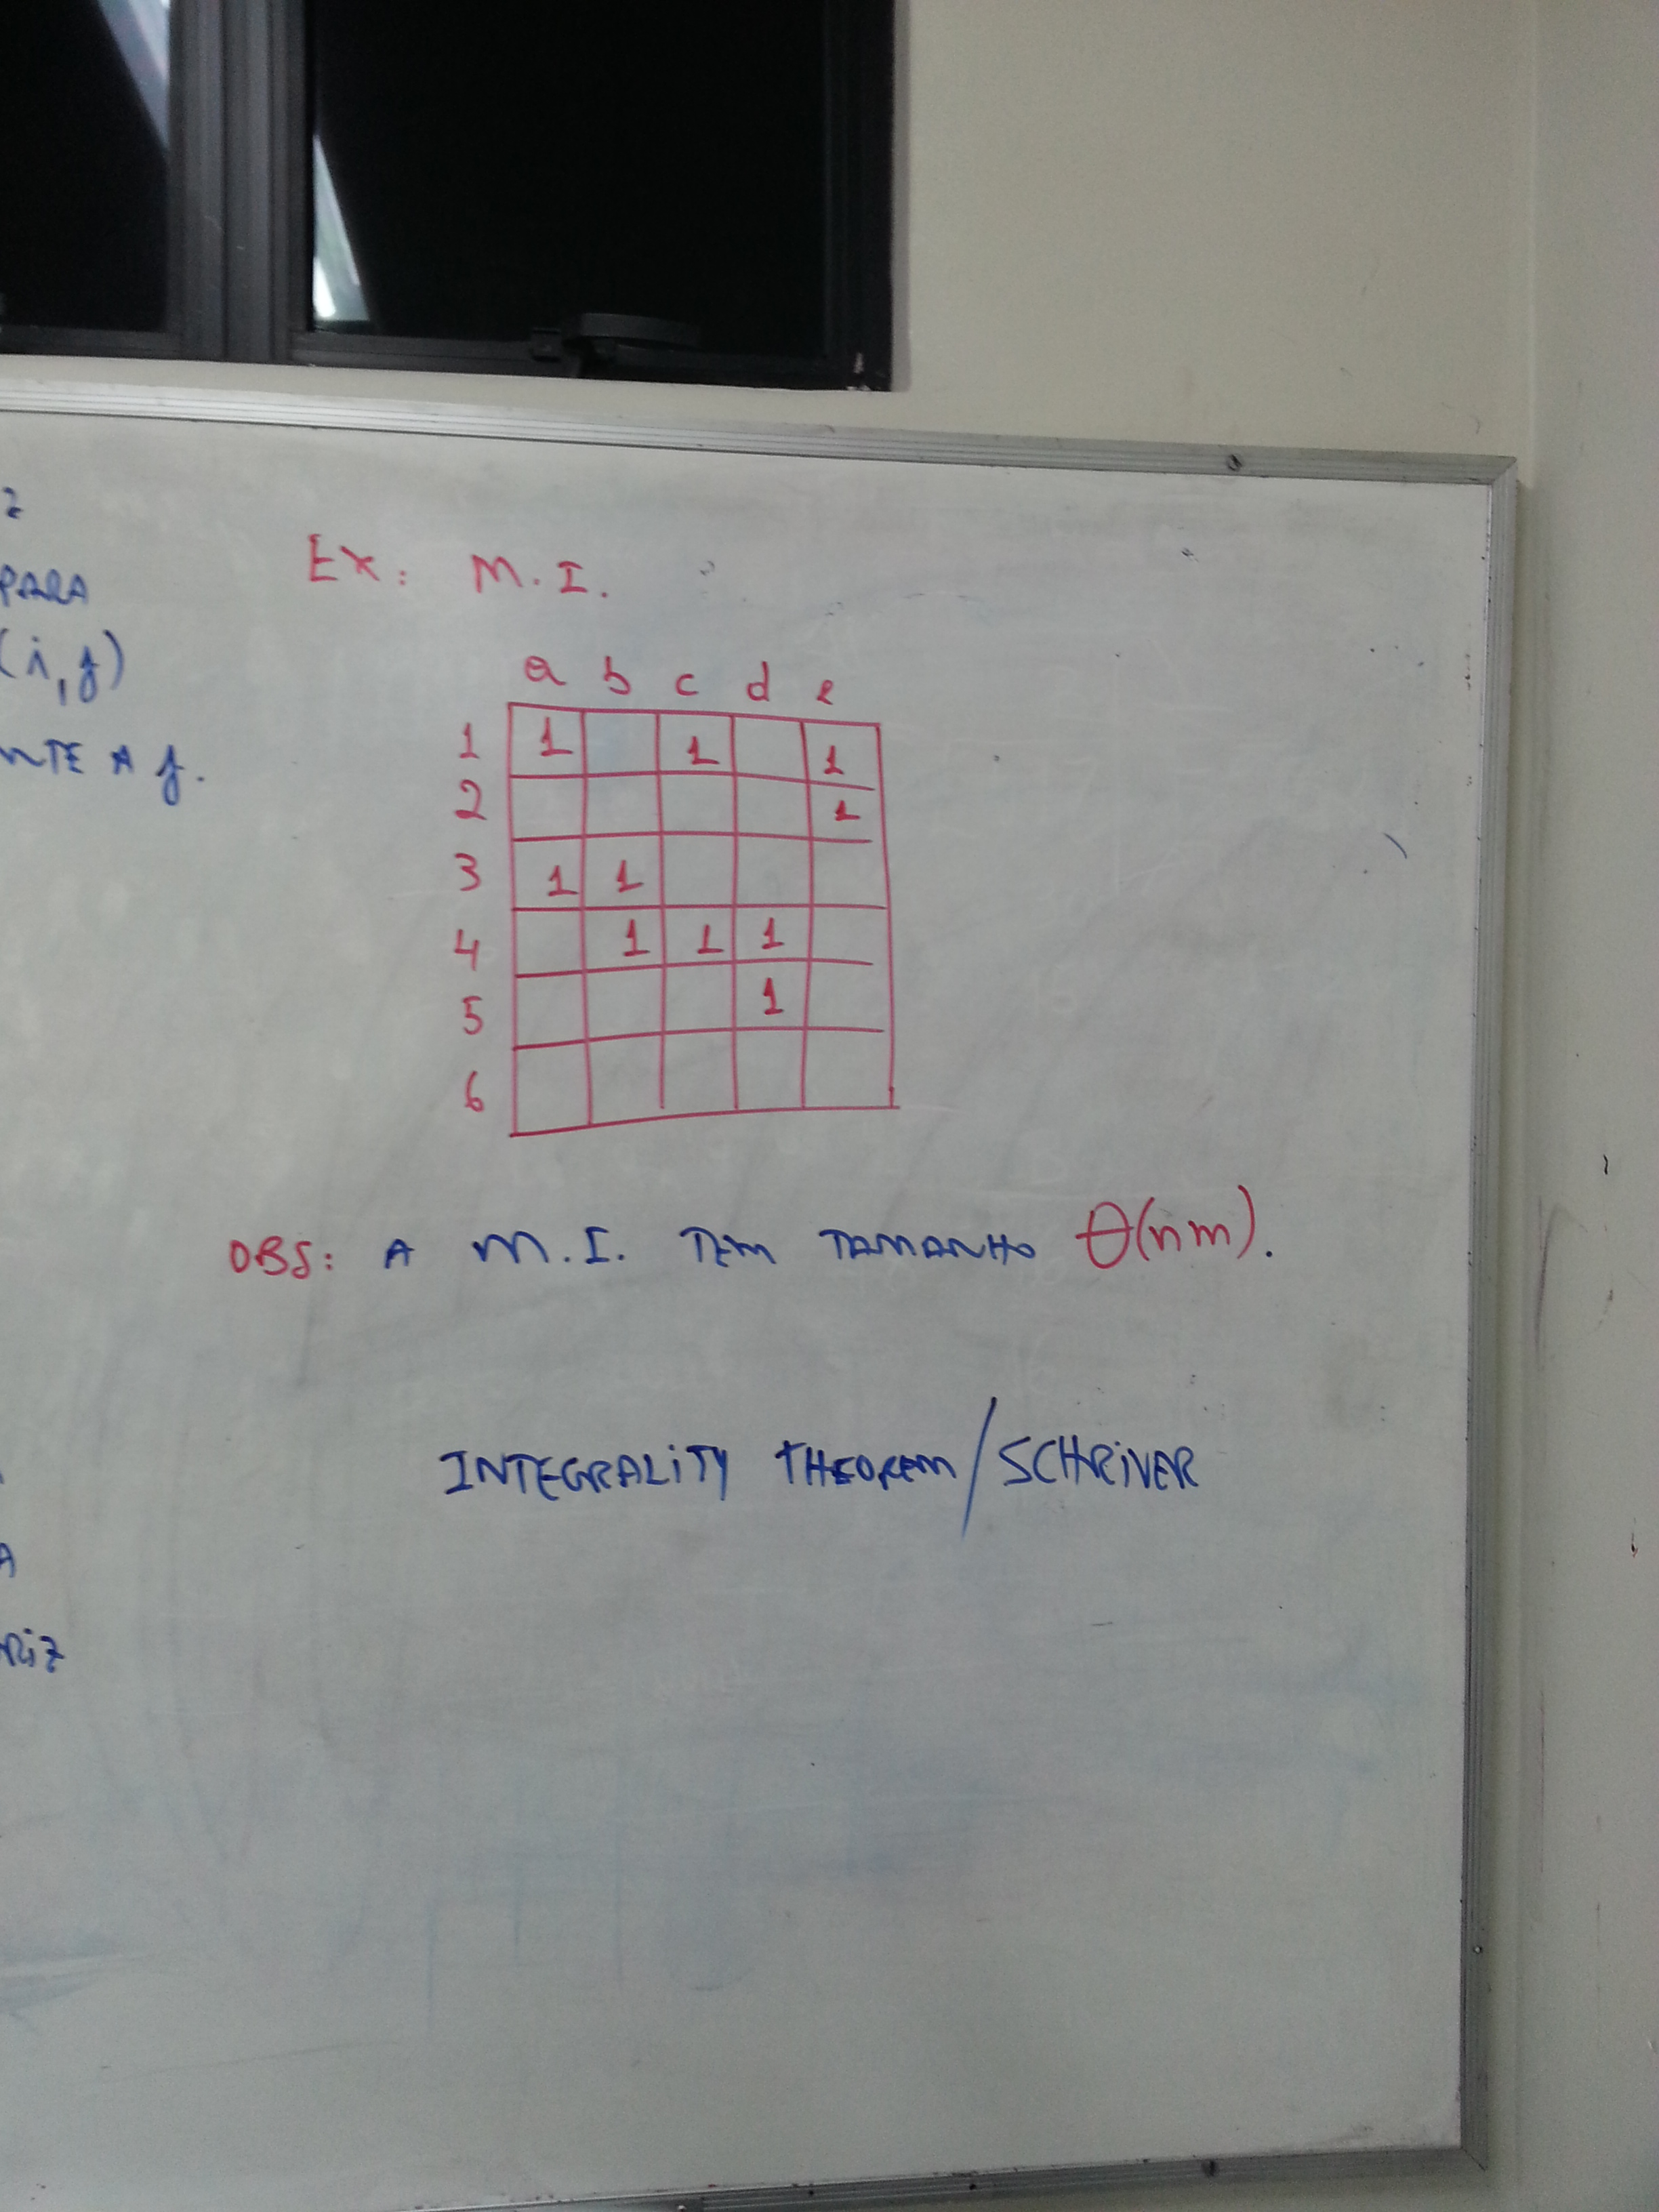 PARA
(i,j)
NTE A j.
Ex: M.I.
a b c d e
1 1 1 1
2 1
3 1 1
4 1 1 1
5 1
6
OBS: A M.I. TEM TAMANHO Θ(nm).
INTEGRALITY THEOREM/SCHRIVER
A
RIZ